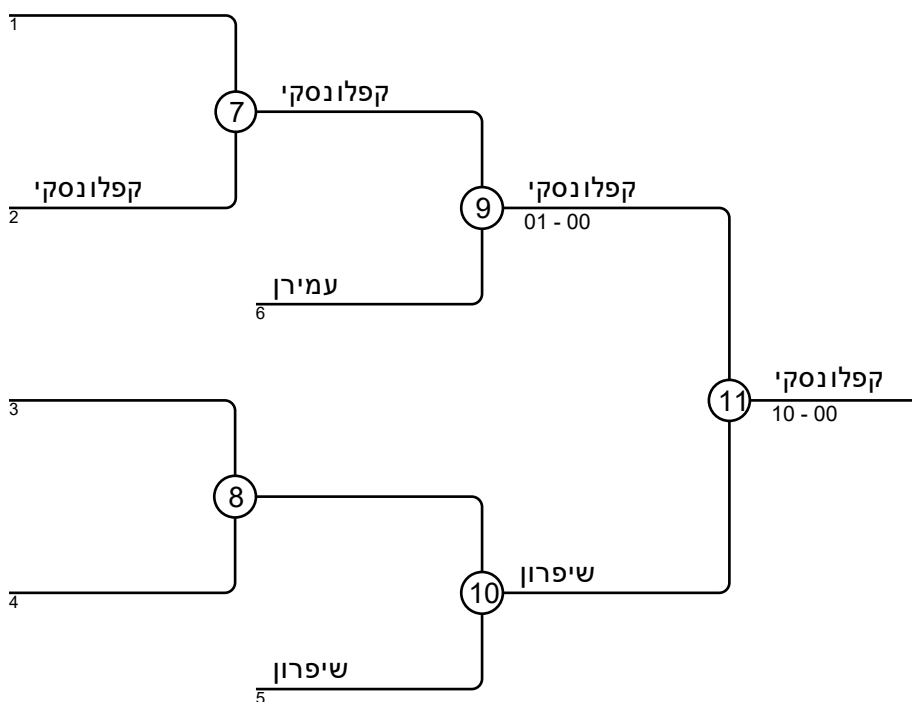 1
קפלונסקי
7
קפלונסקי
2
קפלונסקי
9
01 - 00
עמירן
6
קפלונסקי
3
11
10 - 00
8
שיפרון
10
4
שיפרון
5